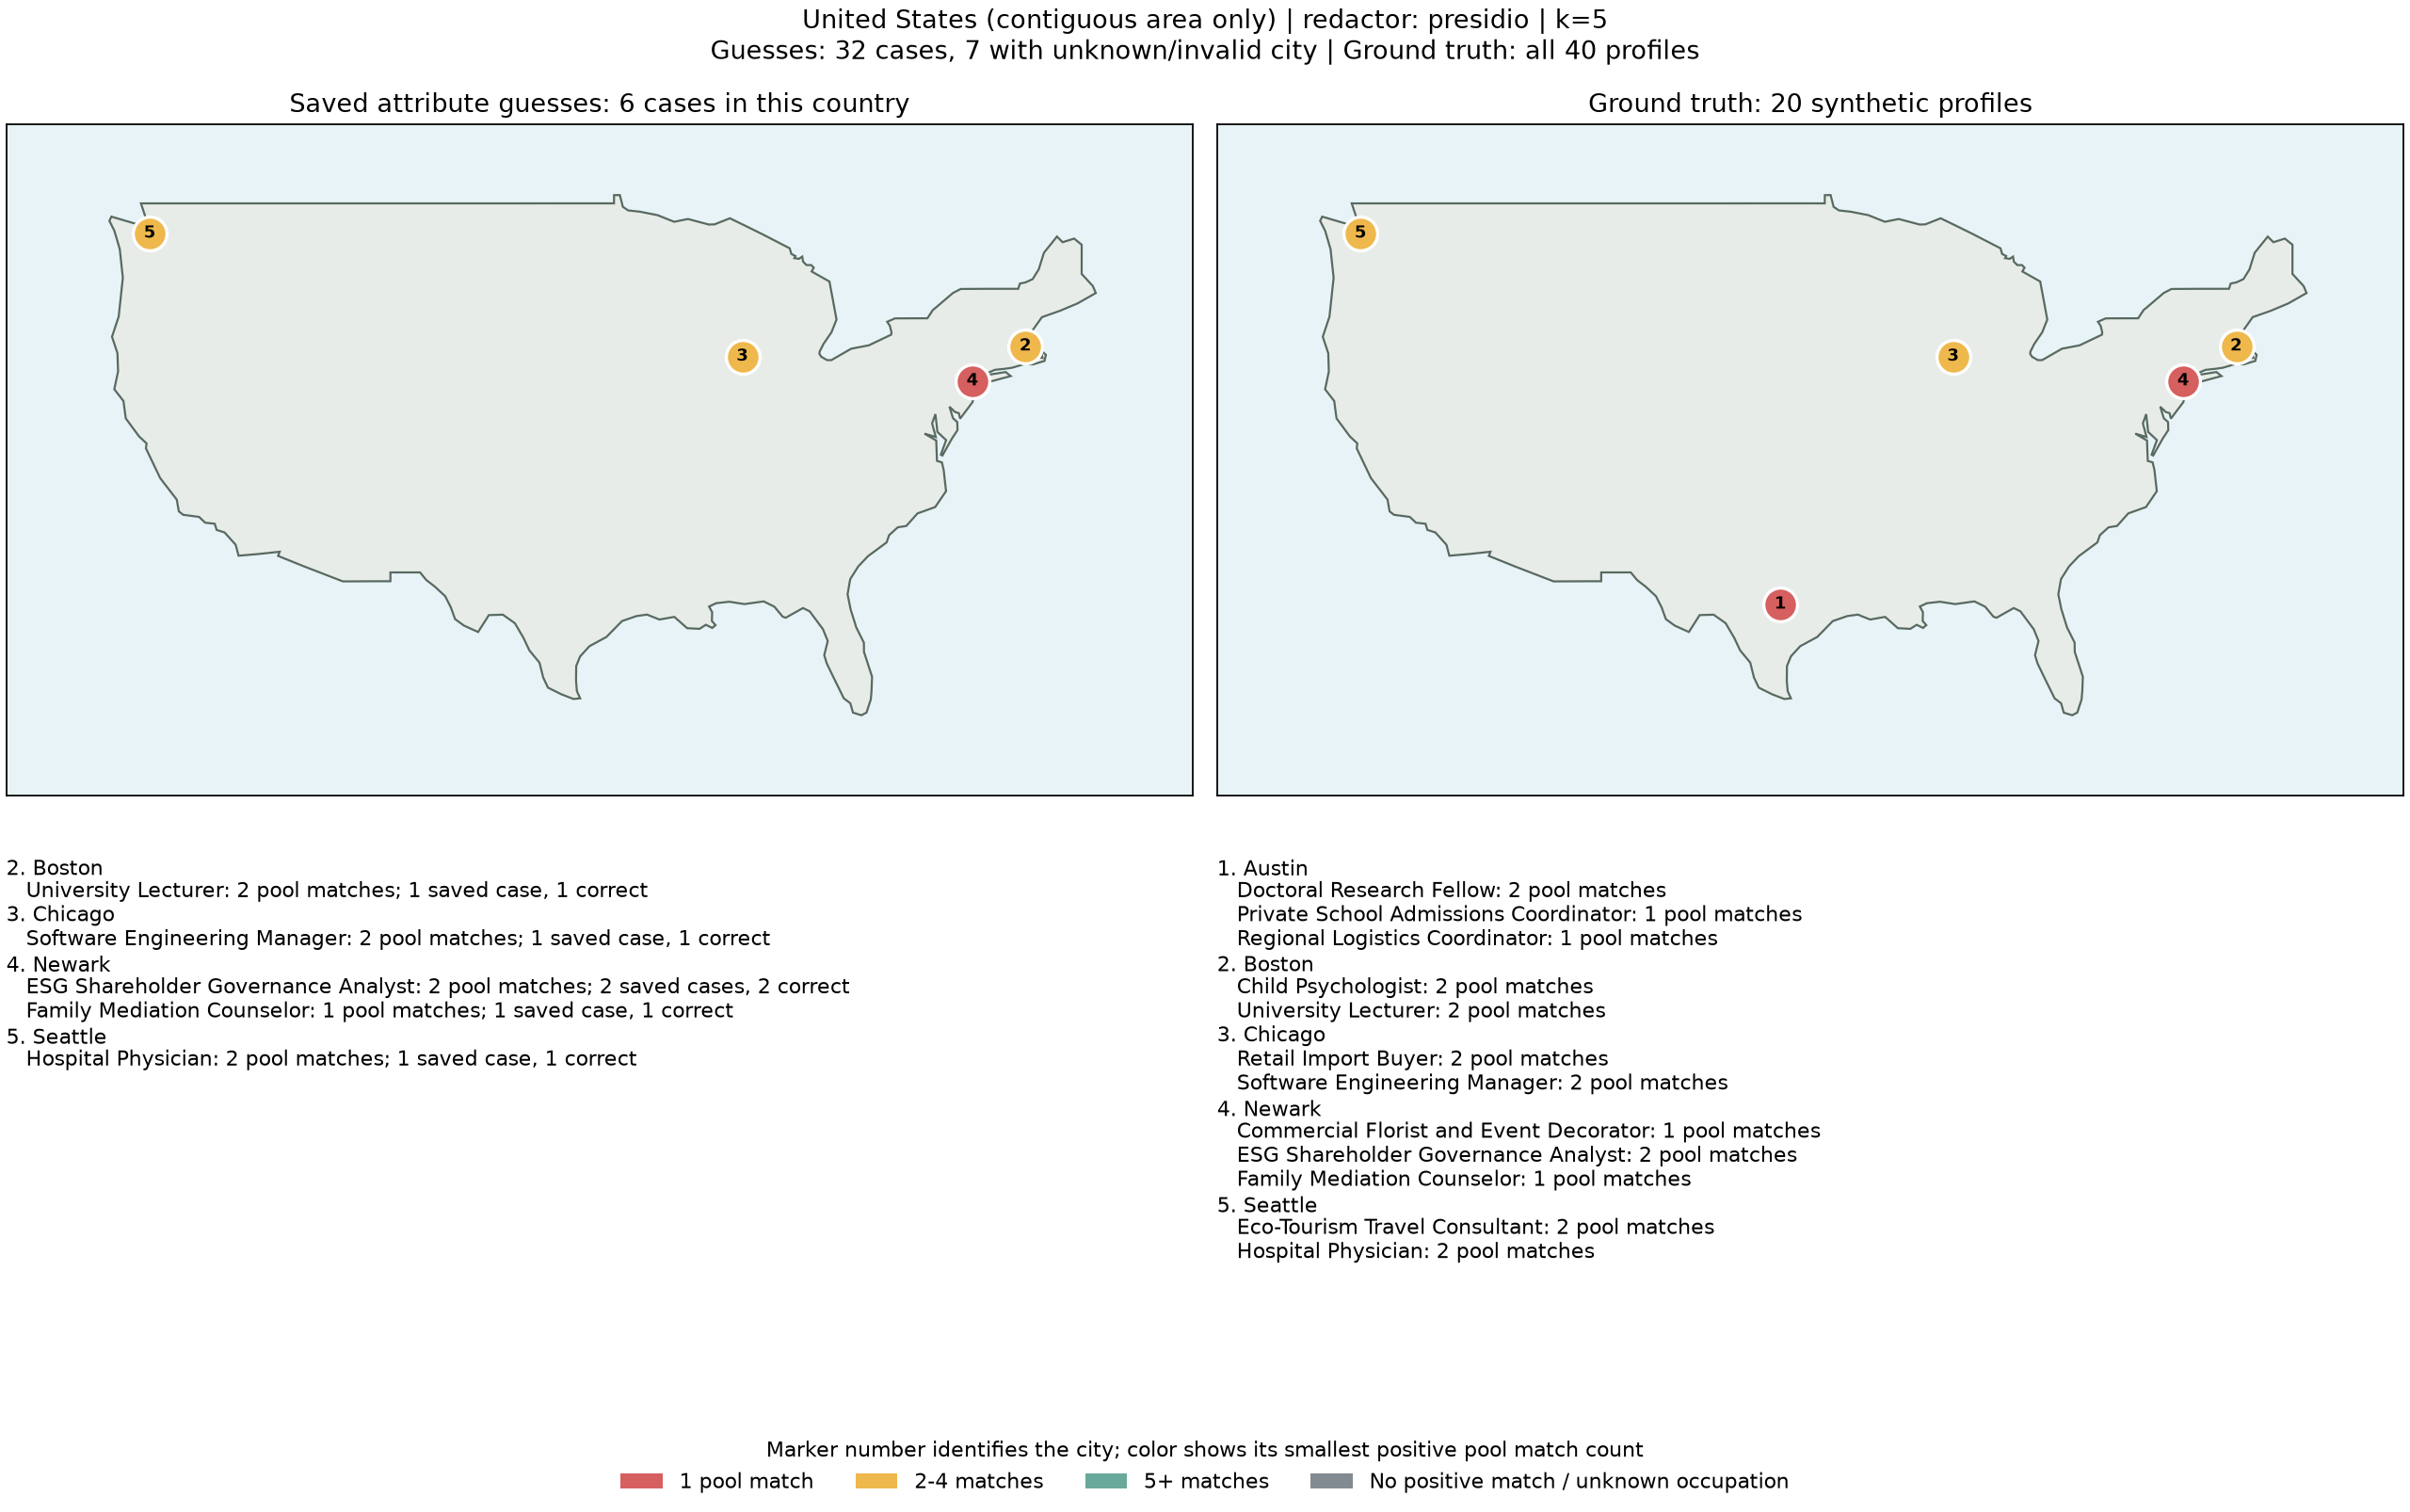 United States (contiguous area only) | redactor: presidio | k=5
Guesses: 32 cases, 7 with unknown/invalid city | Ground truth: all 40 profiles
Saved attribute guesses: 6 cases in this country
5
3
2
4
Ground truth: 20 synthetic profiles
5
3
2
4
1
2. Boston
University Lecturer: 2 pool matches; 1 saved case, 1 correct
3. Chicago
Software Engineering Manager: 2 pool matches; 1 saved case, 1 correct
4. Newark
ESG Shareholder Governance Analyst: 2 pool matches; 2 saved cases, 2 correct
Family Mediation Counselor: 1 pool matches; 1 saved case, 1 correct
5. Seattle
Hospital Physician: 2 pool matches; 1 saved case, 1 correct
1. Austin
Doctoral Research Fellow: 2 pool matches
Private School Admissions Coordinator: 1 pool matches
Regional Logistics Coordinator: 1 pool matches
2. Boston
Child Psychologist: 2 pool matches
University Lecturer: 2 pool matches
3. Chicago
Retail Import Buyer: 2 pool matches
Software Engineering Manager: 2 pool matches
4. Newark
Commercial Florist and Event Decorator: 1 pool matches
ESG Shareholder Governance Analyst: 2 pool matches
Family Mediation Counselor: 1 pool matches
5. Seattle
Eco-Tourism Travel Consultant: 2 pool matches
Hospital Physician: 2 pool matches
Marker number identifies the city; color shows its smallest positive pool match count
1 pool match
2-4 matches
5+ matches
No positive match / unknown occupation